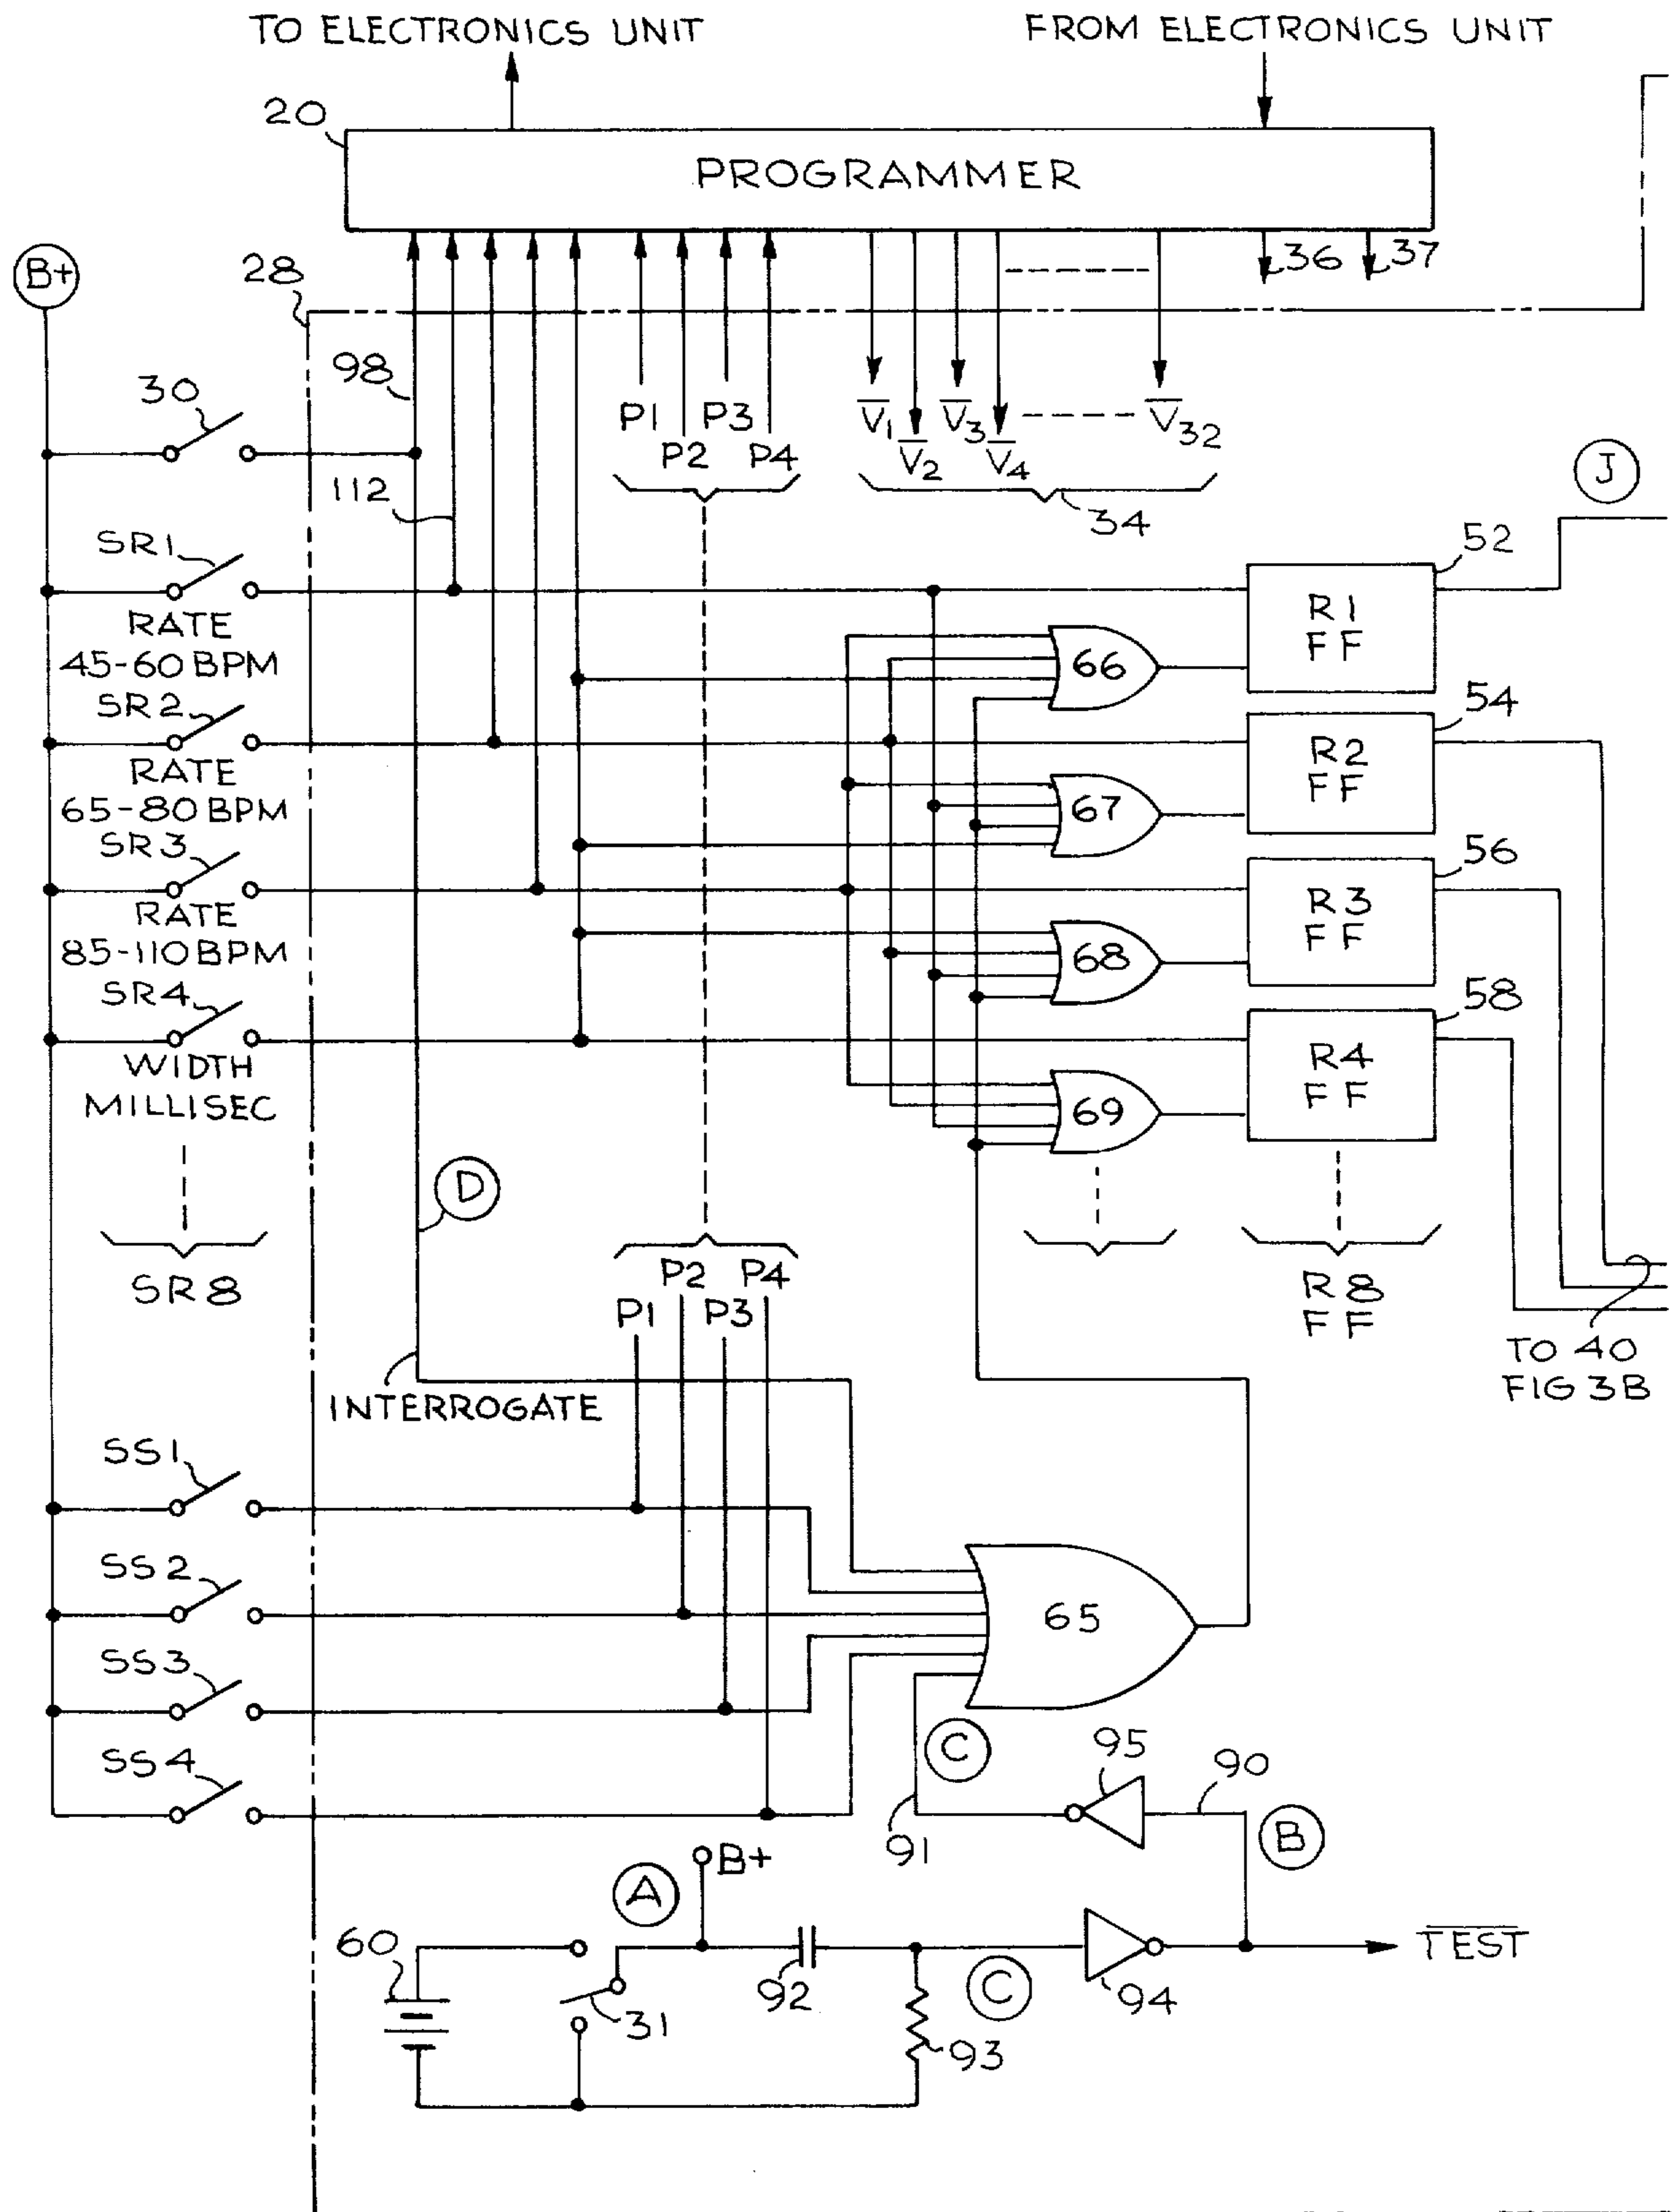 TO ELECTRONICS UNIT
FROM ELECTRONICS UNIT
20
PROGRAMMER
B+
28
36
37
98
30
P1
P3
P2
P4
V1
V3
V32
V2
V4
34
J
112
SR1
52
RATE
45-60 BPM
R1
FF
66
SR2
54
RATE
65-80 BPM
R2
FF
67
SR3
56
RATE
85-110 BPM
R3
FF
68
SR4
58
WIDTH
MILLISEC
R4
FF
69
D
SR8
P2
P4
P1
P3
R8
FF
TO 40
FIG 3B
INTERROGATE
SS1
SS2
65
SS3
SS4
C
95
90
91
B
B+
A
60
31
92
C
94
TEST
93